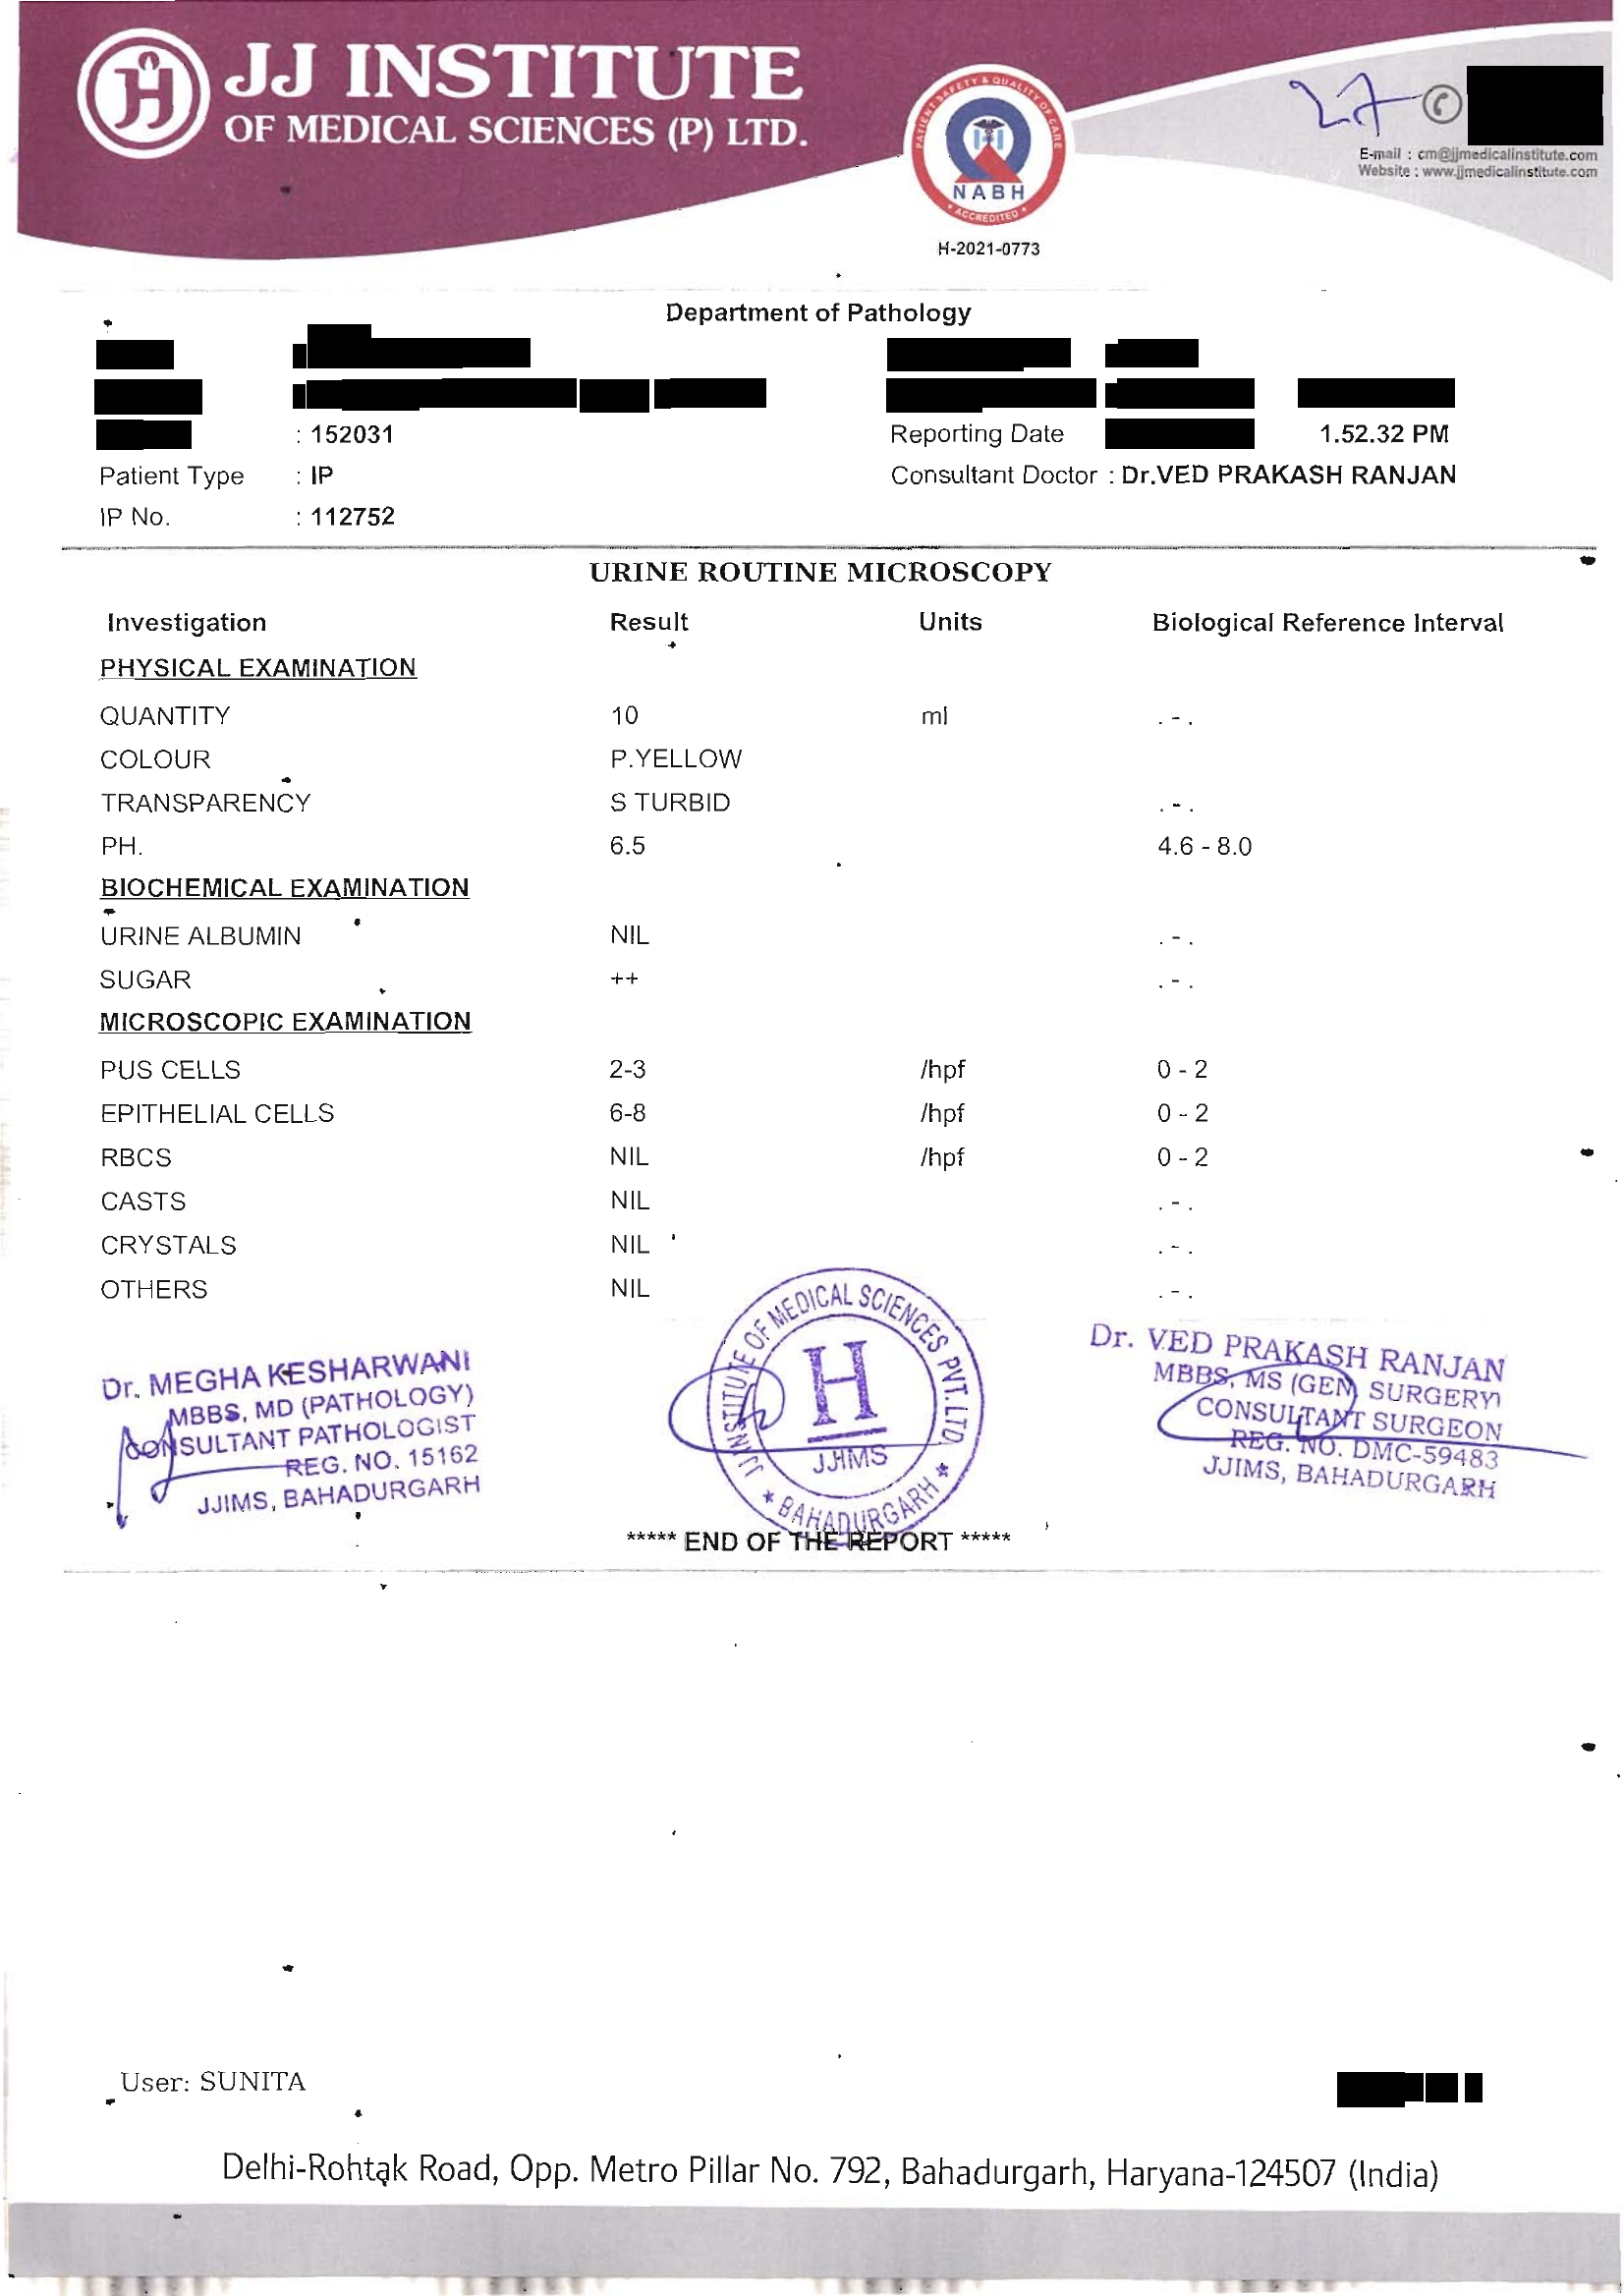 JJ INSTITUTE
OF MEDICAL SCIENCES (P) LTD.
PATIENT SAFETY & QUALITY OF CARE
NABH
• ACCREDITED •
H-2021-0773
27
E-mail : cm@jjmedicalinstitute.com
Website : www.jjmedicalinstitute.com
Department of Pathology
: 152031 Reporting Date 1.52.32 PM
Patient Type : IP Consultant Doctor : Dr.VED PRAKASH RANJAN
IP No. : 112752
URINE ROUTINE MICROSCOPY
Investigation Result Units Biological Reference Interval
PHYSICAL EXAMINATION
QUANTITY 10 ml . - .
COLOUR P.YELLOW
TRANSPARENCY S TURBID . - .
PH. 6.5 4.6 - 8.0
BIOCHEMICAL EXAMINATION
URINE ALBUMIN NIL . - .
SUGAR ++ . - .
MICROSCOPIC EXAMINATION
PUS CELLS 2-3 /hpf 0 - 2
EPITHELIAL CELLS 6-8 /hpf 0 - 2
RBCS NIL /hpf 0 - 2
CASTS NIL . - .
CRYSTALS NIL . - .
OTHERS NIL . - .
Dr. MEGHA KESHARWANI
MBBS, MD (PATHOLOGY)
CONSULTANT PATHOLOGIST
REG. NO. 15162
JJIMS, BAHADURGARH
JJ INSTITUTE OF MEDICAL SCIENCES PVT. LTD.
H
JJIMS
★ BAHADURGARH ★
Dr. VED PRAKASH RANJAN
MBBS, MS (GEN) SURGERY)
CONSULTANT SURGEON
REG. NO. DMC-59483
JJIMS, BAHADURGARH
***** END OF THE REPORT *****
User: SUNITA
Delhi-Rohtak Road, Opp. Metro Pillar No. 792, Bahadurgarh, Haryana-124507 (India)